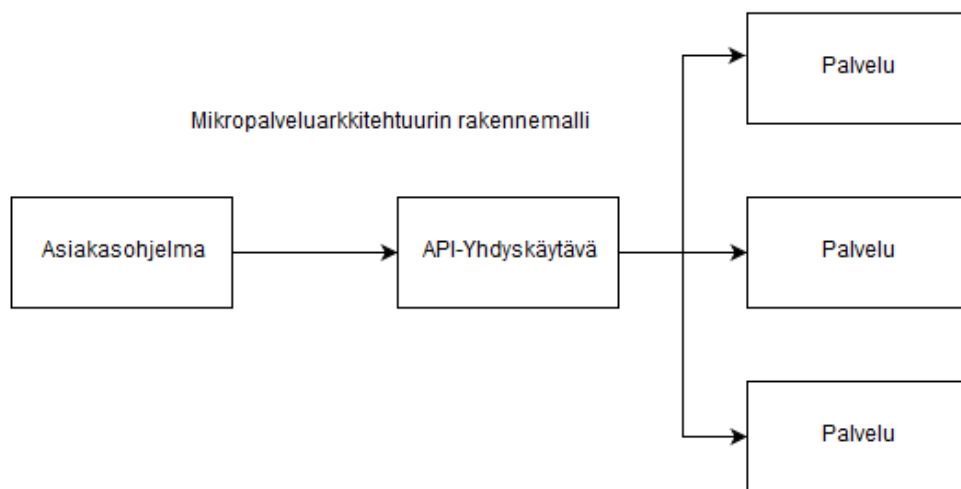 Mikropalveluarkkitehtuurin rakennemalli
Asiakasohjelma
API-Yhdyskäytävä
Palvelu
Palvelu
Palvelu